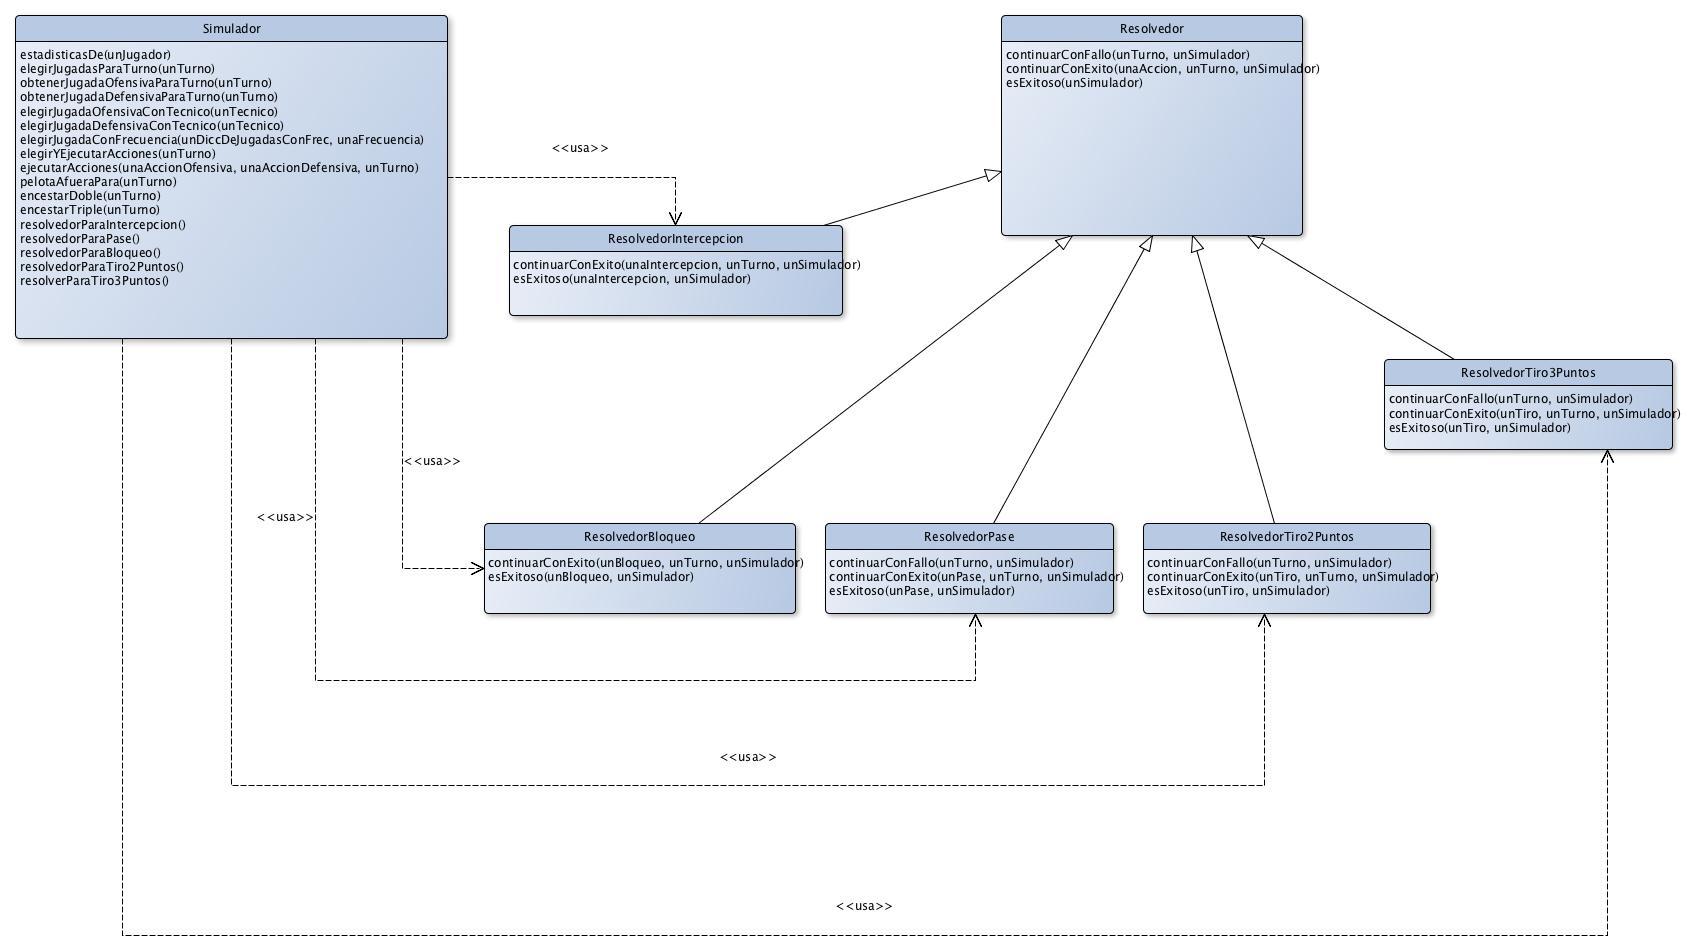 Simulador
estadisticasDe(unJugador)
elegirJugadasParaTurno(unTurno)
obtenerJugadaOfensivaParaTurno(unTurno)
obtenerJugadaDefensivaParaTurno(unTurno)
elegirJugadaOfensivaConTecnico(unTecnico)
elegirJugadaDefensivaConTecnico(unTecnico)
elegirJugadaConFrecuencia(unDiccDeJugadasConFrec, unaFrecuencia)
elegirYEjecutarAcciones(unTurno)
ejecutarAcciones(unaAccionOfensiva, unaAccionDefensiva, unTurno)
pelotaAfueraPara(unTurno)
encestarDoble(unTurno)
encestarTriple(unTurno)
resolvedorParaIntercepcion()
resolvedorParaPase()
resolvedorParaBloqueo()
resolvedorParaTiro2Puntos()
resolverParaTiro3Puntos()
Resolvedor
continuarConFallo(unTurno, unSimulador)
continuarConExito(unaAccion, unTurno, unSimulador)
esExitoso(unSimulador)
<<usa>>
ResolvedorIntercepcion
continuarConExito(unaIntercepcion, unTurno, unSimulador)
esExitoso(unaIntercepcion, unSimulador)
ResolvedorTiro3Puntos
continuarConFallo(unTurno, unSimulador)
continuarConExito(unTiro, unTurno, unSimulador)
esExitoso(unTiro, unSimulador)
<<usa>>
<<usa>>
ResolvedorBloqueo
continuarConExito(unBloqueo, unTurno, unSimulador)
esExitoso(unBloqueo, unSimulador)
ResolvedorPase
continuarConFallo(unTurno, unSimulador)
continuarConExito(unPase, unTurno, unSimulador)
esExitoso(unPase, unSimulador)
ResolvedorTiro2Puntos
continuarConFallo(unTurno, unSimulador)
continuarConExito(unTiro, unTurno, unSimulador)
esExitoso(unTiro, unSimulador)
<<usa>>
<<usa>>